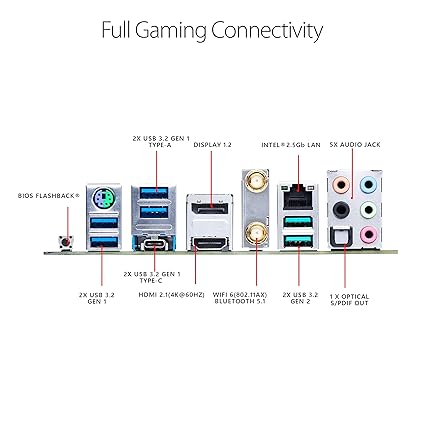 Full Gaming Connectivity
2X USB 3.2 GEN 1
TYPE-A
DISPLAY 1.2
INTEL® 2.5Gb LAN
5X AUDIO JACK
BIOS FLASHBACK®
2X USB 3.2
GEN 1
2X USB 3.2 GEN 1
TYPE-C
HDMI 2.1(4K@60HZ)
WIFI 6(802.11AX)
BLUETOOTH 5.1
2X USB 3.2
GEN 2
1 X OPTICAL
S/PDIF OUT